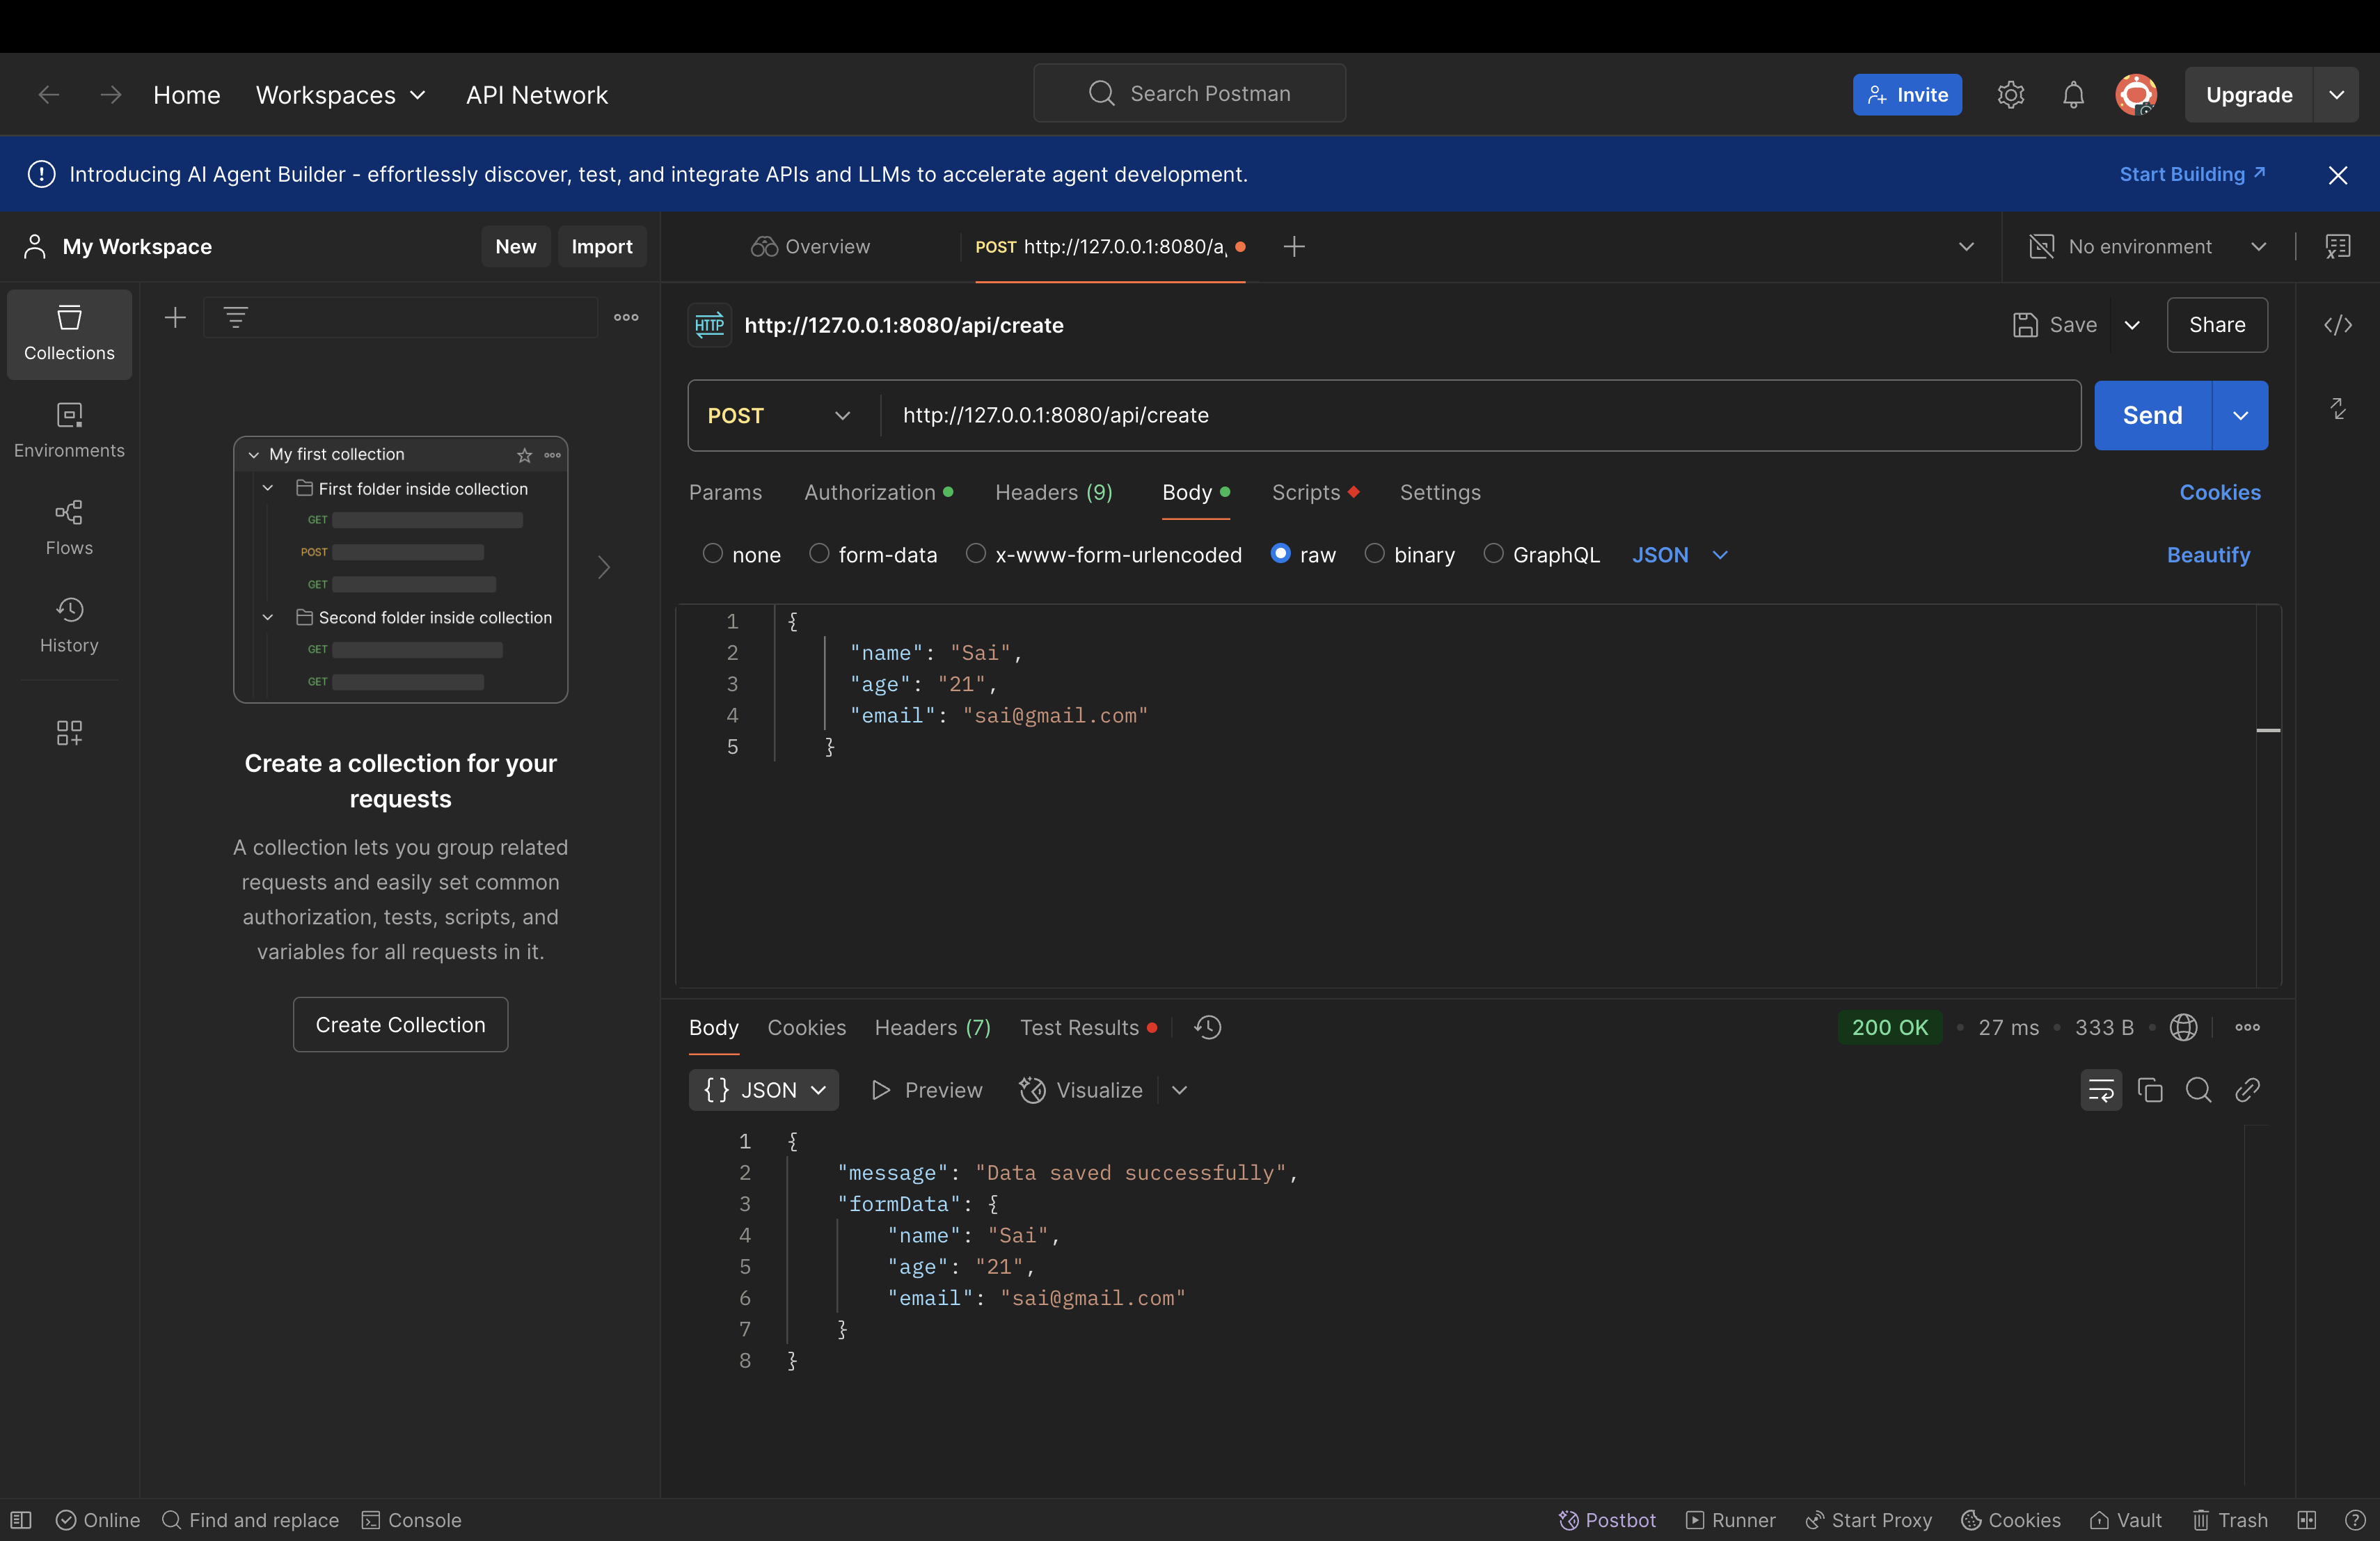 Home Workspaces API Network Search Postman Invite Upgrade
Introducing AI Agent Builder - effortlessly discover, test, and integrate APIs and LLMs to accelerate agent development. Start Building
My Workspace New Import Overview POST http://127.0.0.1:8080/a No environment
Collections
Environments
Flows
History
My first collection
First folder inside collection
GET
POST
GET
Second folder inside collection
GET
GET
Create a collection for your
requests
A collection lets you group related
requests and easily set common
authorization, tests, scripts, and
variables for all requests in it.
Create Collection
HTTP http://127.0.0.1:8080/api/create Save Share
POST http://127.0.0.1:8080/api/create Send
Params Authorization Headers (9) Body Scripts Settings Cookies
none form-data x-www-form-urlencoded raw binary GraphQL JSON Beautify
1 {
2 "name": "Sai",
3 "age": "21",
4 "email": "sai@gmail.com"
5 }
Body Cookies Headers (7) Test Results 200 OK 27 ms 333 B
{} JSON Preview Visualize
1 {
2 "message": "Data saved successfully",
3 "formData": {
4 "name": "Sai",
5 "age": "21",
6 "email": "sai@gmail.com"
7 }
8 }
Online Find and replace Console Postbot Runner Start Proxy Cookies Vault Trash